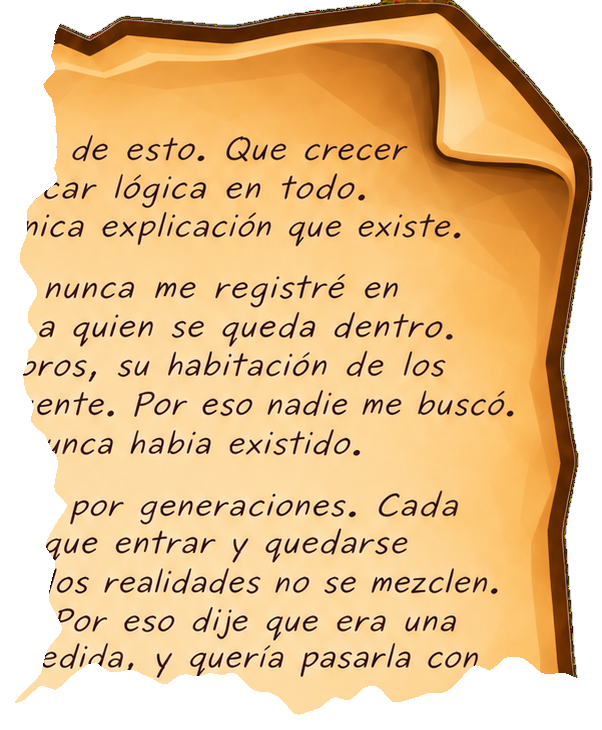 de esto. Que crecer
car lógica en todo.
nica explicación que existe.
nunca me registré en
a quien se queda dentro.
bros, su habitación de los
ente. Por eso nadie me buscó.
unca habia existido.
por generaciones. Cada
que entrar y quedarse
los realidades no se mezclen.
Por eso dije que era una
edida, y quería pasarla con